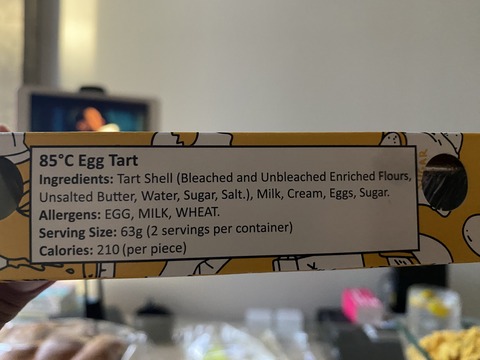 85°C Egg Tart
Ingredients: Tart Shell (Bleached and Unbleached Enriched Flours,
Unsalted Butter, Water, Sugar, Salt.), Milk, Cream, Eggs, Sugar.
Allergens: EGG, MILK, WHEAT.
Serving Size: 63g (2 servings per container)
Calories: 210 (per piece)